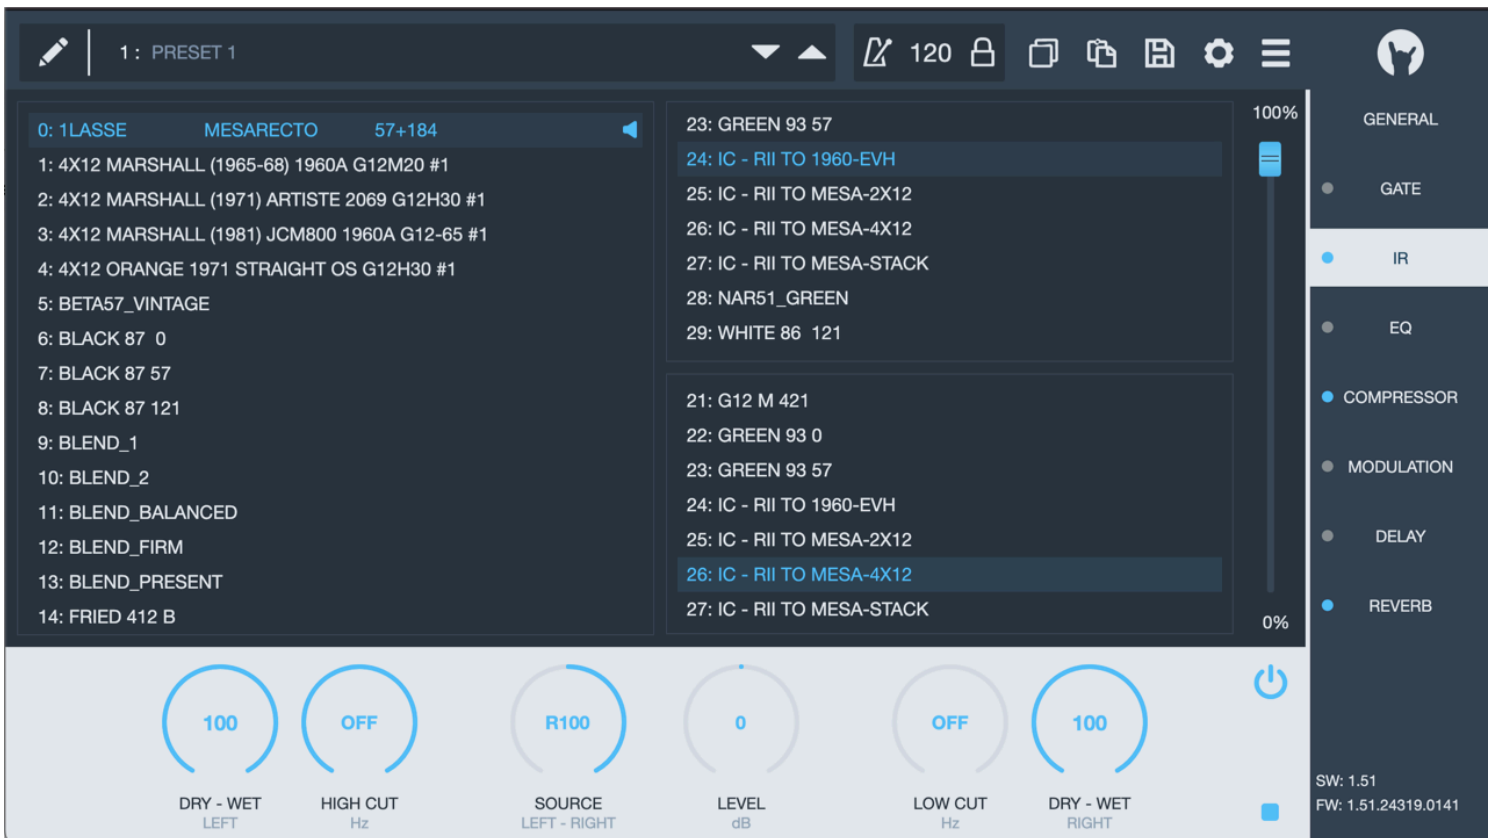 1: PRESET 1
120
0: 1LASSE MESARECTO 57+184
1: 4X12 MARSHALL (1965-68) 1960A G12M20 #1
2: 4X12 MARSHALL (1971) ARTISTE 2069 G12H30 #1
3: 4X12 MARSHALL (1981) JCM800 1960A G12-65 #1
4: 4X12 ORANGE 1971 STRAIGHT OS G12H30 #1
5: BETA57_VINTAGE
6: BLACK 87 0
7: BLACK 87 57
8: BLACK 87 121
9: BLEND_1
10: BLEND_2
11: BLEND_BALANCED
12: BLEND_FIRM
13: BLEND_PRESENT
14: FRIED 412 B
23: GREEN 93 57
24: IC - RII TO 1960-EVH
25: IC - RII TO MESA-2X12
26: IC - RII TO MESA-4X12
27: IC - RII TO MESA-STACK
28: NAR51_GREEN
29: WHITE 86 121
21: G12 M 421
22: GREEN 93 0
23: GREEN 93 57
24: IC - RII TO 1960-EVH
25: IC - RII TO MESA-2X12
26: IC - RII TO MESA-4X12
27: IC - RII TO MESA-STACK
100%
0%
GENERAL
GATE
IR
EQ
COMPRESSOR
MODULATION
DELAY
REVERB
100
OFF
R100
0
OFF
100
DRY - WET
LEFT
HIGH CUT
Hz
SOURCE
LEFT - RIGHT
LEVEL
dB
LOW CUT
Hz
DRY - WET
RIGHT
SW: 1.51
FW: 1.51.24319.0141